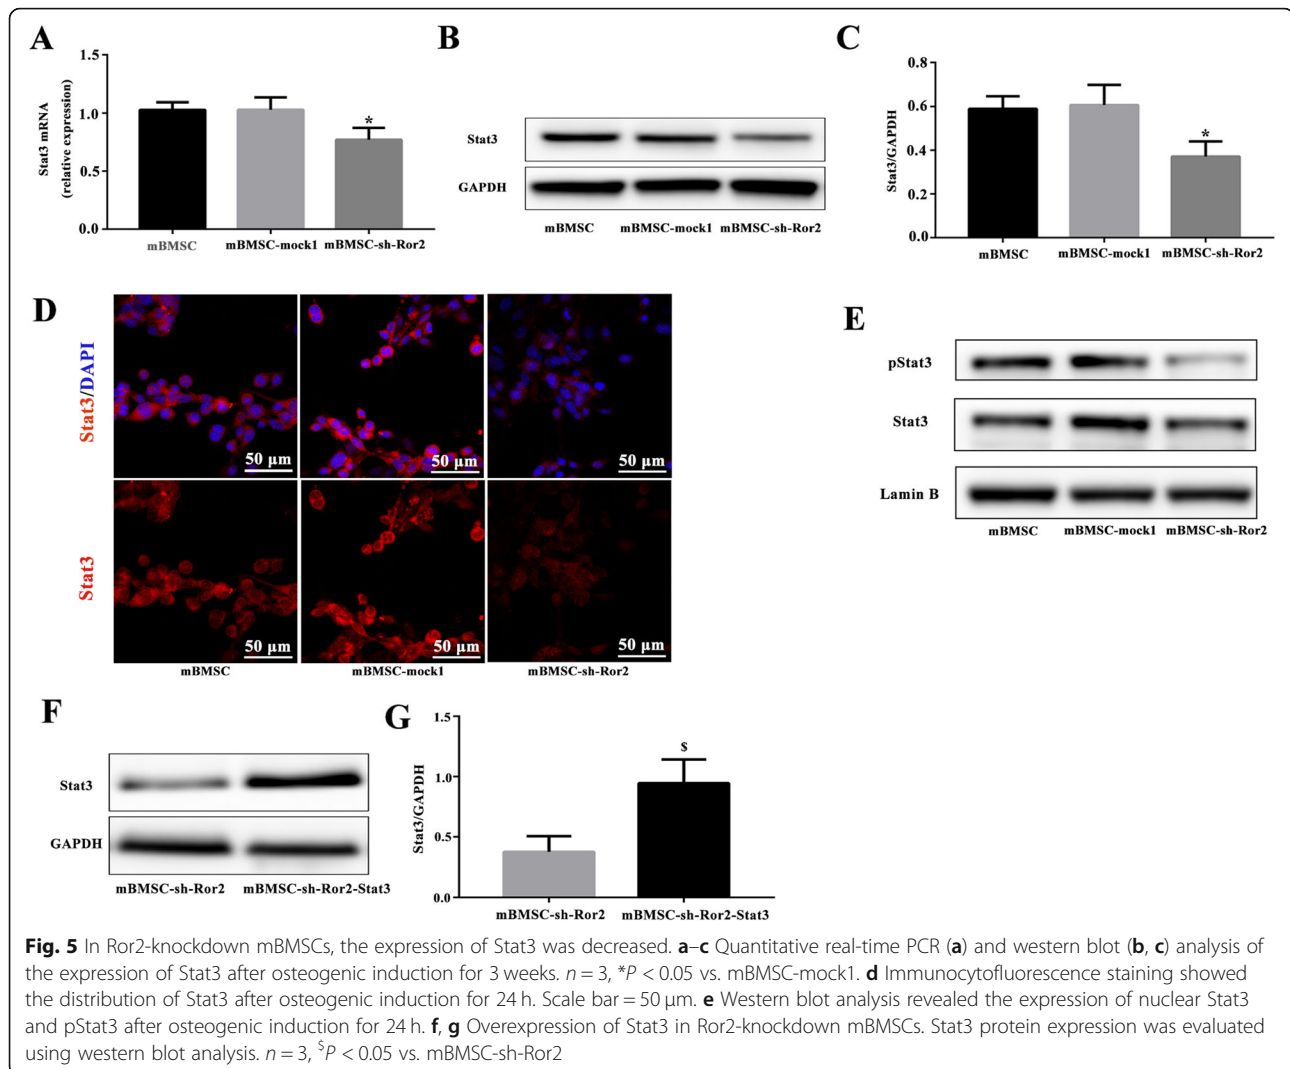 A
Stat3 mRNA
(relative expression)
1.5
1.0
0.5
0.0
*
mBMSC mBMSC-mock1 mBMSC-sh-Ror2
B
Stat3
GAPDH
mBMSC mBMSC-mock1 mBMSC-sh-Ror2
C
Stat3/GAPDH
0.8
0.6
0.4
0.2
0.0
*
mBMSC mBMSC-mock1 mBMSC-sh-Ror2
D
Stat3/DAPI
50 μm 50 μm 50 μm
Stat3
50 μm 50 μm 50 μm
mBMSC mBMSC-mock1 mBMSC-sh-Ror2
E
pStat3
Stat3
Lamin B
mBMSC mBMSC-mock1 mBMSC-sh-Ror2
F
Stat3
GAPDH
mBMSC-sh-Ror2 mBMSC-sh-Ror2-Stat3
G
Stat3/GAPDH
1.5
1.0
0.5
0.0
$
mBMSC-sh-Ror2 mBMSC-sh-Ror2-Stat3
Fig. 5 In Ror2-knockdown mBMSCs, the expression of Stat3 was decreased. a–c Quantitative real-time PCR (a) and western blot (b, c) analysis of
the expression of Stat3 after osteogenic induction for 3 weeks. n = 3, *P < 0.05 vs. mBMSC-mock1. d Immunocytofluorescence staining showed
the distribution of Stat3 after osteogenic induction for 24 h. Scale bar = 50 μm. e Western blot analysis revealed the expression of nuclear Stat3
and pStat3 after osteogenic induction for 24 h. f, g Overexpression of Stat3 in Ror2-knockdown mBMSCs. Stat3 protein expression was evaluated
using western blot analysis. n = 3, $P < 0.05 vs. mBMSC-sh-Ror2